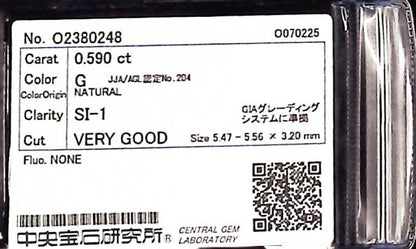 No. O2380248 O070225
Carat 0.590 ct
Color G JJA/AGL認定No.204
ColorOrigin NATURAL
Clarity SI-1 GIAグレーディング
システムに準拠
Cut VERY GOOD Size 5.47 - 5.56 × 3.20 mm
Fluo. NONE
中央宝石研究所® CENTRAL GEM
LABORATORY